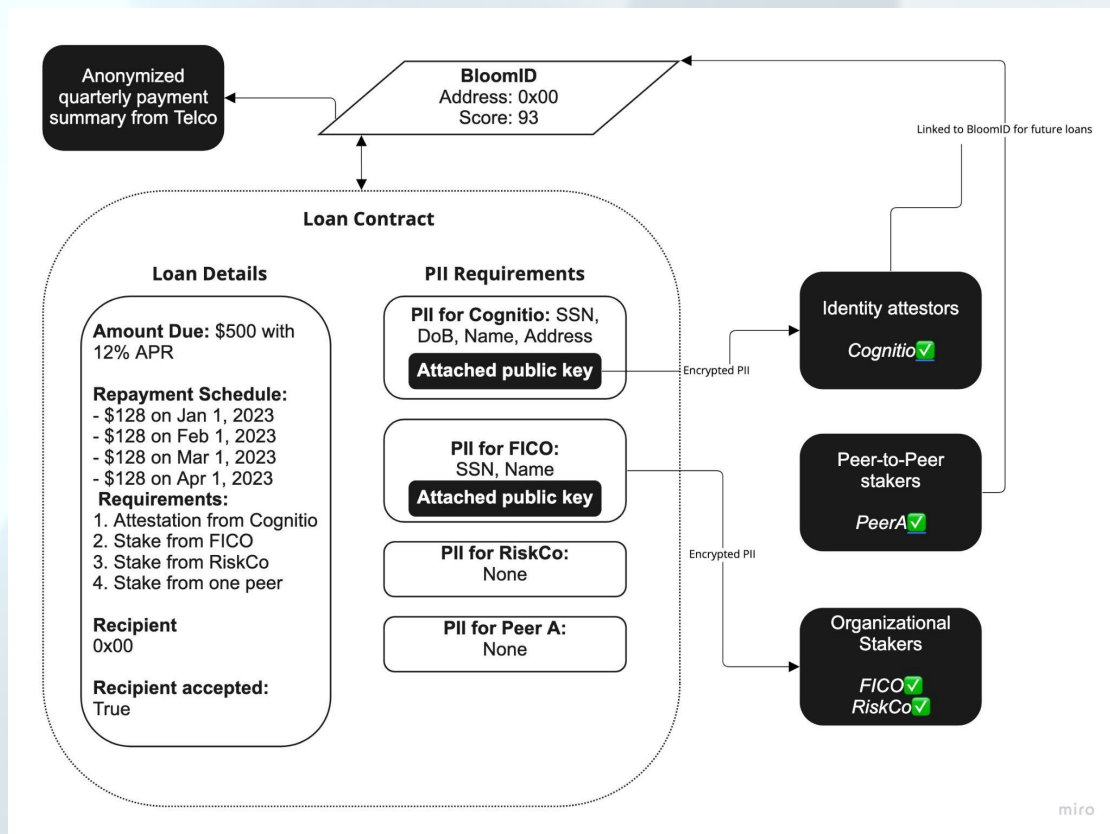 Anonymized
quarterly payment
summary from Telco
BloomID
Address: 0x00
Score: 93
Linked to BloomID for future loans
Loan Contract
Loan Details
Amount Due: $500 with
12% APR
Repayment Schedule:
- $128 on Jan 1, 2023
- $128 on Feb 1, 2023
- $128 on Mar 1, 2023
- $128 on Apr 1, 2023
Requirements:
1. Attestation from Cognitio
2. Stake from FICO
3. Stake from RiskCo
4. Stake from one peer
Recipient
0x00
Recipient accepted:
True
PII Requirements
PII for Cognitio: SSN,
DoB, Name, Address
Attached public key
Encrypted PII
PII for FICO:
SSN, Name
Attached public key
Encrypted PII
PII for RiskCo:
None
PII for Peer A:
None
Identity attestors
Cognitio✅
Peer-to-Peer
stakers
PeerA✅
Organizational
Stakers
FICO✅
RiskCo✅
miro